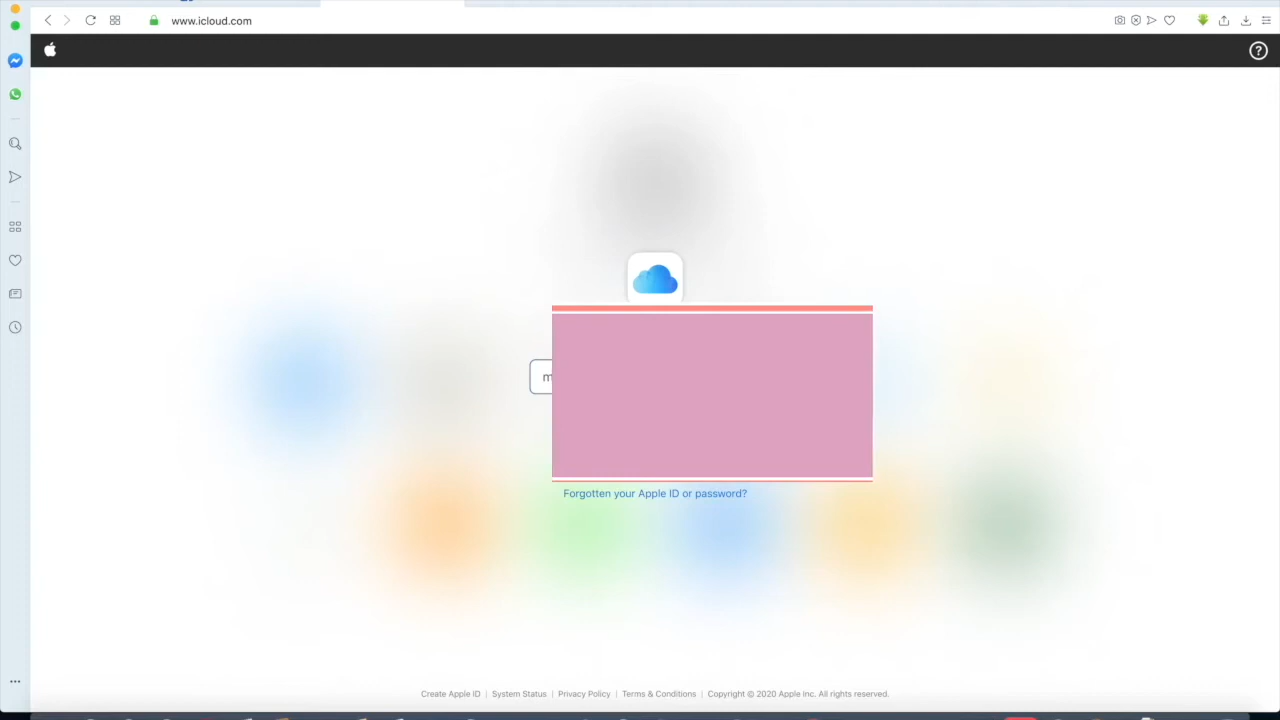 www.icloud.com
m
Forgotten your Apple ID or password?
Create Apple ID | System Status | Privacy Policy | Terms & Conditions | Copyright © 2020 Apple Inc. All rights reserved.